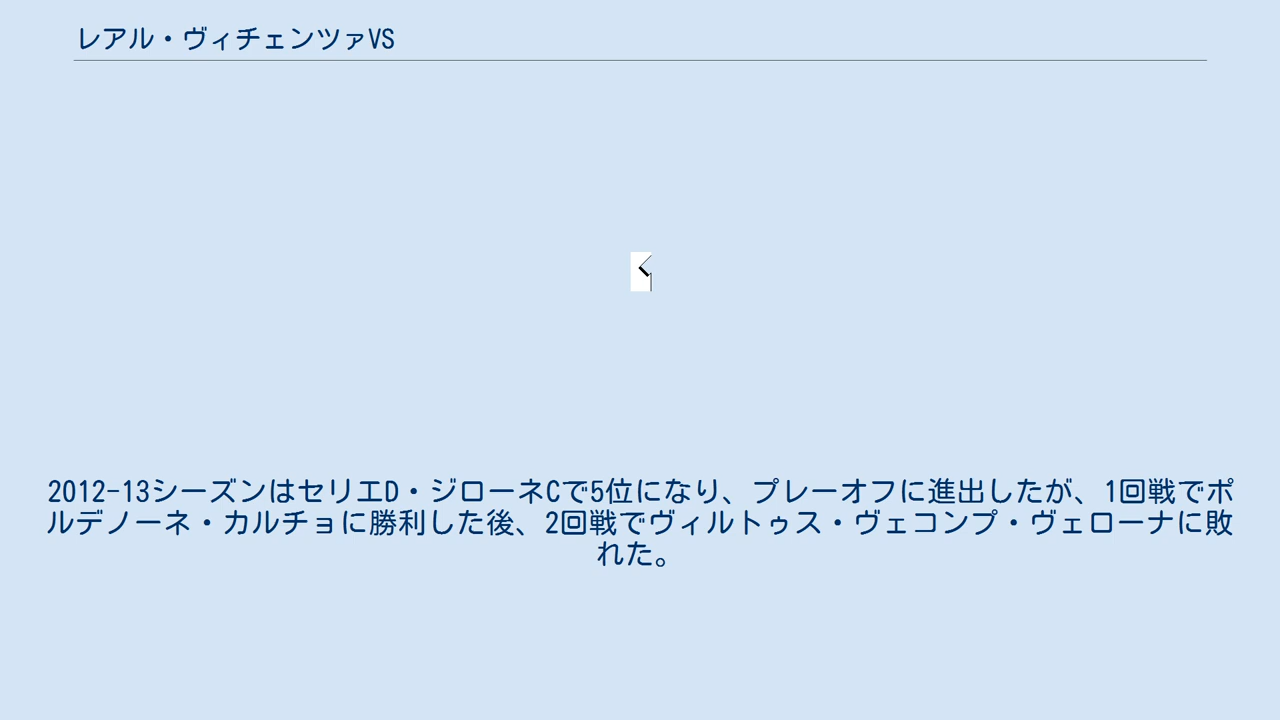 レアル・ヴィチェンツァVS
2012-13シーズンはセリエD・ジローネCで5位になり、プレーオフに進出したが、1回戦でポ
ルデノーネ・カルチョに勝利した後、2回戦でヴィルトゥス・ヴェコンプ・ヴェローナに敗
れた。